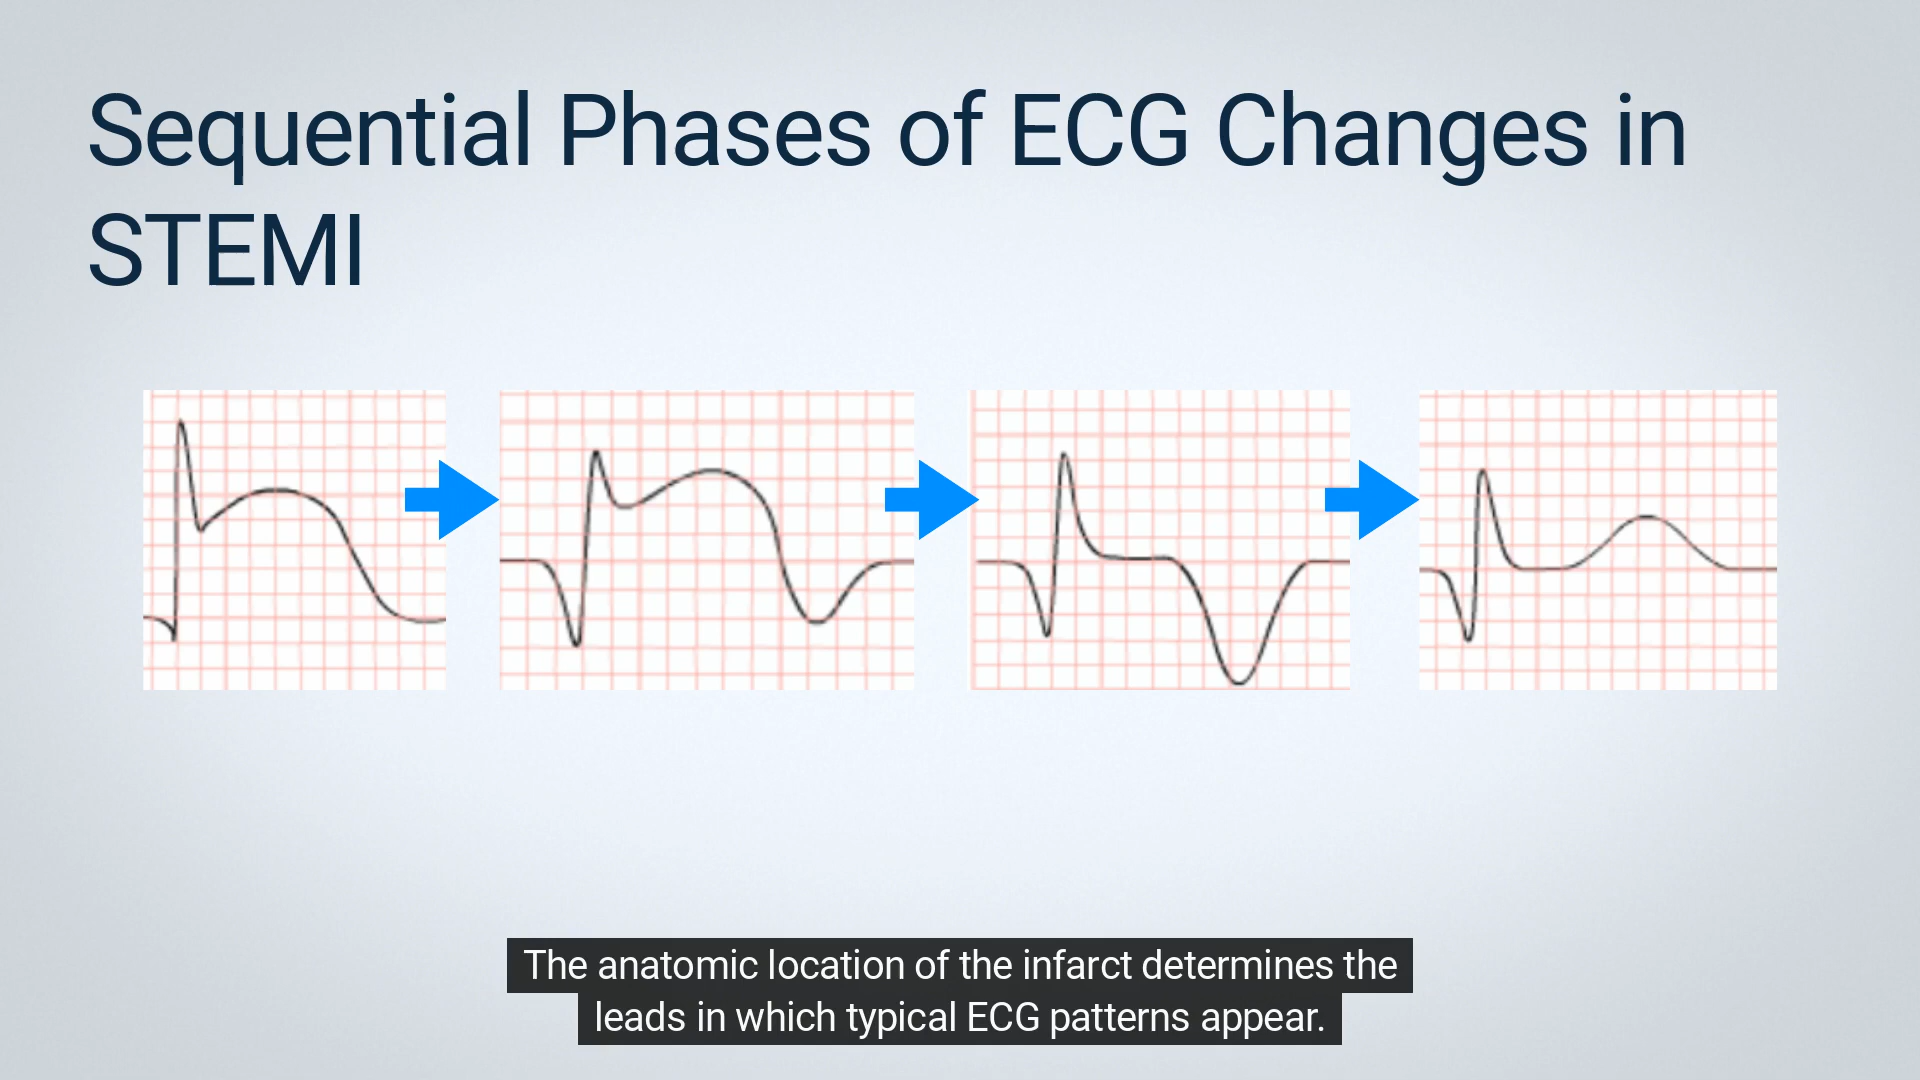 Sequential Phases of ECG Changes in
STEMI
The anatomic location of the infarct determines the
leads in which typical ECG patterns appear.